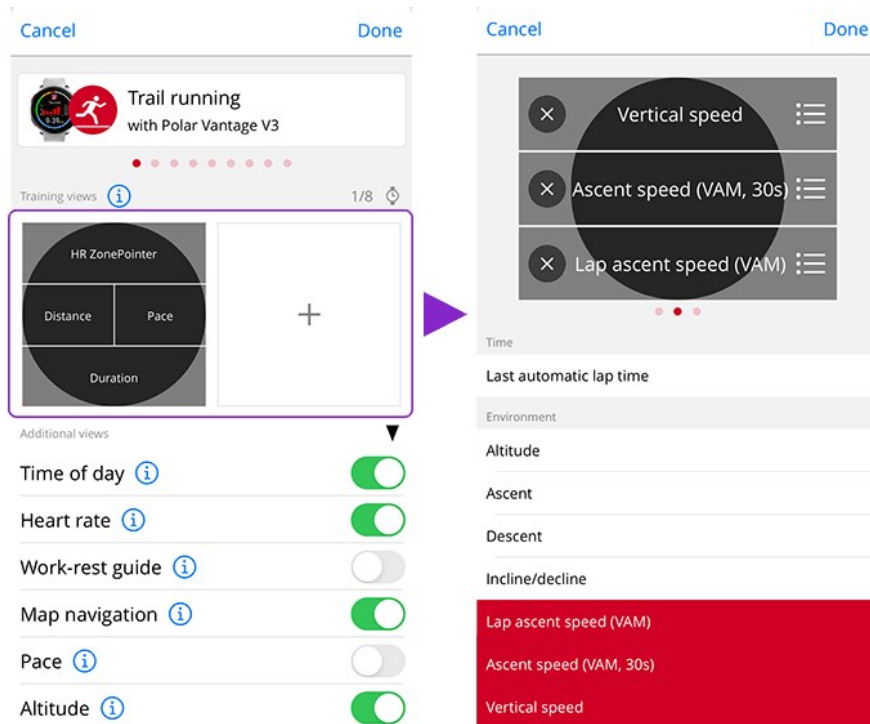 Cancel
Done
Trail running
with Polar Vantage V3
Training views
1/8
HR ZonePointer
Distance
Pace
Duration
Additional views
Time of day
Heart rate
Work-rest guide
Map navigation
Pace
Altitude
Cancel
Done
Vertical speed
Ascent speed (VAM, 30s)
Lap ascent speed (VAM)
Time
Last automatic lap time
Environment
Altitude
Ascent
Descent
Incline/decline
Lap ascent speed (VAM)
Ascent speed (VAM, 30s)
Vertical speed